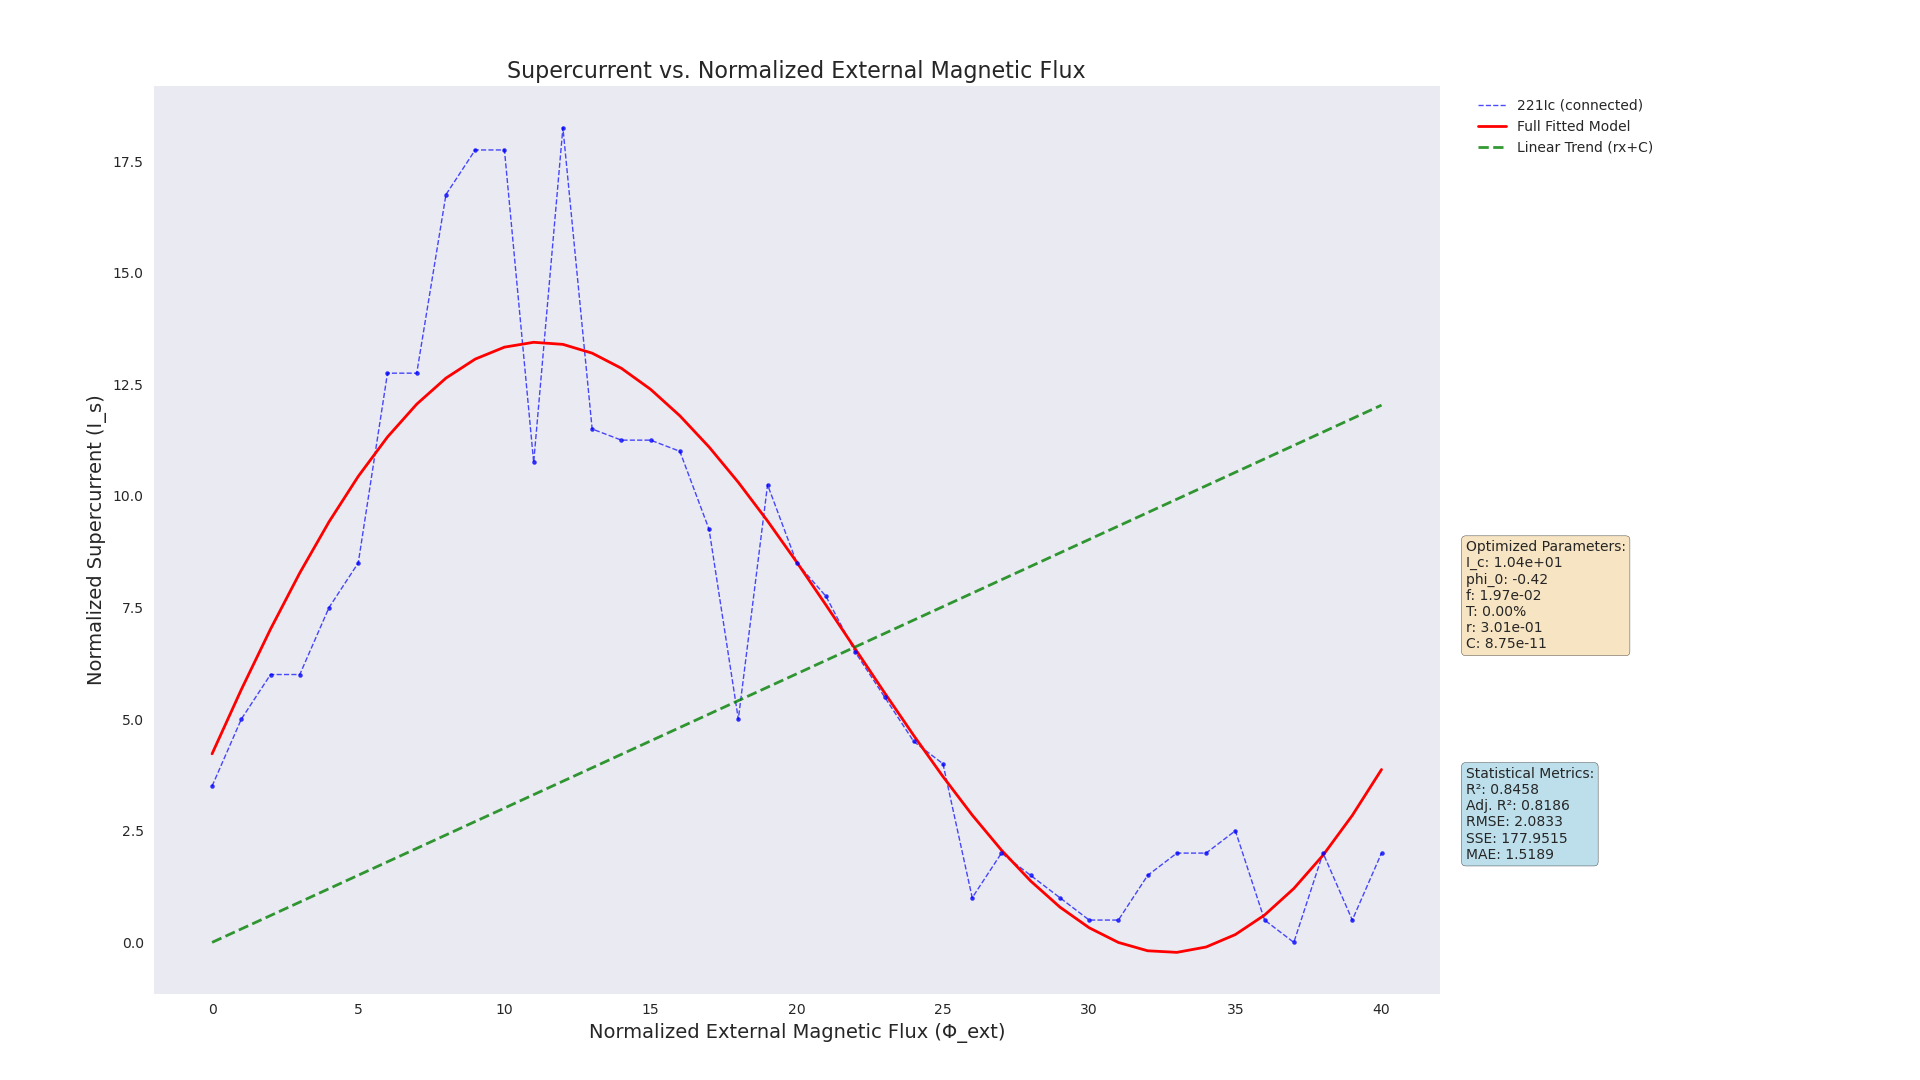 Supercurrent vs. Normalized External Magnetic Flux
221Ic (connected)
Full Fitted Model
Linear Trend (rx+C)
17.5
15.0
12.5
10.0
7.5
5.0
2.5
0.0
Normalized Supercurrent (I_s)
Optimized Parameters:
I_c: 1.04e+01
phi_0: -0.42
f: 1.97e-02
T: 0.00%
r: 3.01e-01
C: 8.75e-11
Statistical Metrics:
R²: 0.8458
Adj. R²: 0.8186
RMSE: 2.0833
SSE: 177.9515
MAE: 1.5189
0 5 10 15 20 25 30 35 40
Normalized External Magnetic Flux (Φ_ext)